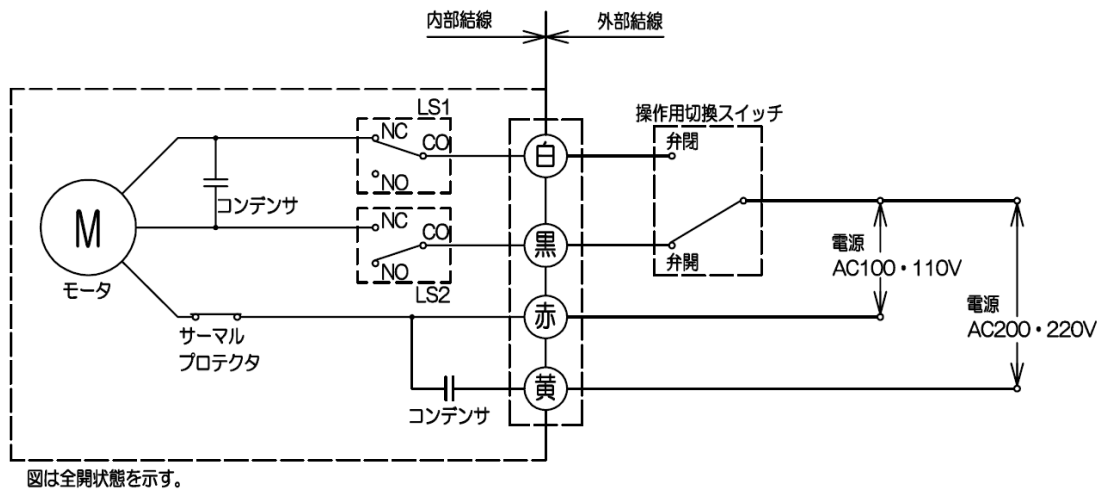 内部結線
外部結線
LS1
NC
CO
NO
コンデンサ
NC
CO
NO
LS2
M
モータ
サーマル
プロテクタ
コンデンサ
白
黒
赤
黄
操作用切換スイッチ
弁閉
弁開
電源
AC100・110V
電源
AC200・220V
図は全開状態を示す。